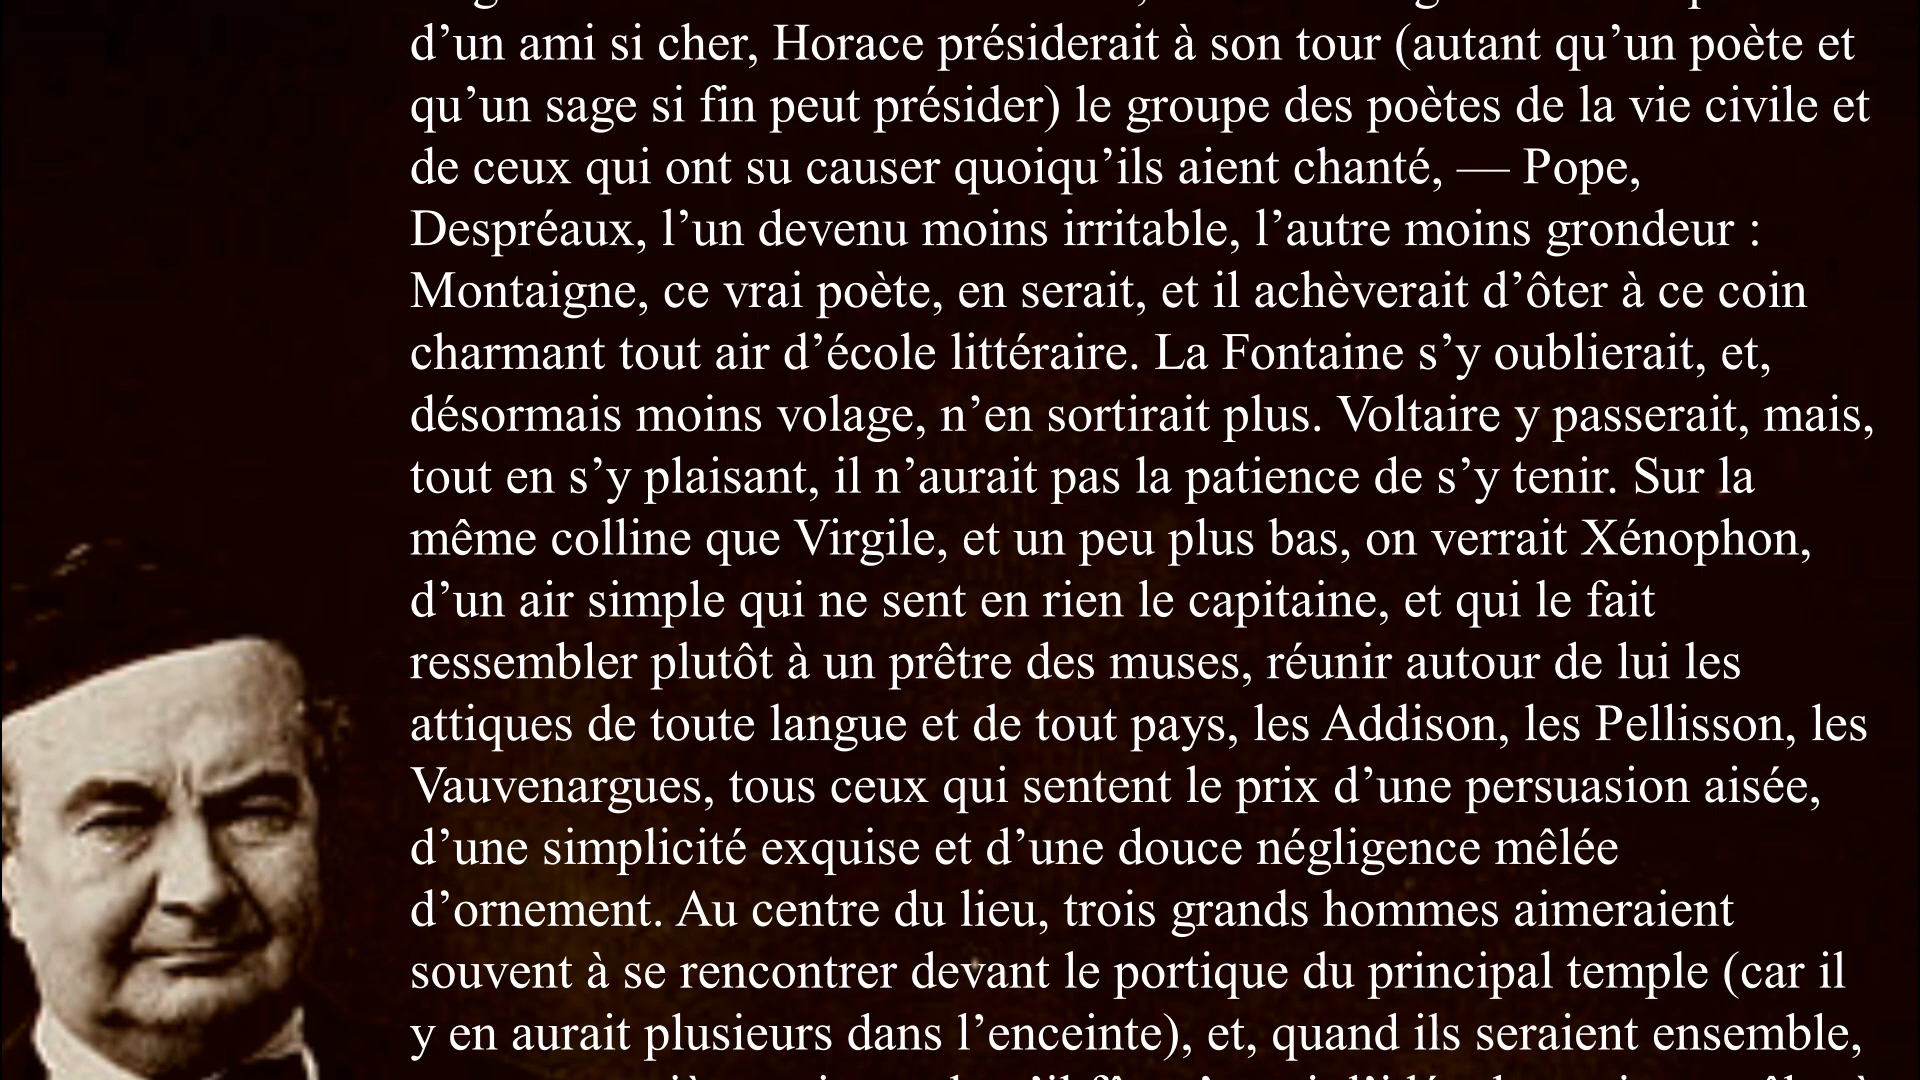 d’un ami si cher, Horace présiderait à son tour (autant qu’un poète et
qu’un sage si fin peut présider) le groupe des poètes de la vie civile et
de ceux qui ont su causer quoiqu’ils aient chanté, — Pope,
Despréaux, l’un devenu moins irritable, l’autre moins grondeur :
Montaigne, ce vrai poète, en serait, et il achèverait d’ôter à ce coin
charmant tout air d’école littéraire. La Fontaine s’y oublierait, et,
désormais moins volage, n’en sortirait plus. Voltaire y passerait, mais,
tout en s’y plaisant, il n’aurait pas la patience de s’y tenir. Sur la
même colline que Virgile, et un peu plus bas, on verrait Xénophon,
d’un air simple qui ne sent en rien le capitaine, et qui le fait
ressembler plutôt à un prêtre des muses, réunir autour de lui les
attiques de toute langue et de tout pays, les Addison, les Pellisson, les
Vauvenargues, tous ceux qui sentent le prix d’une persuasion aisée,
d’une simplicité exquise et d’une douce négligence mêlée
d’ornement. Au centre du lieu, trois grands hommes aimeraient
souvent à se rencontrer devant le portique du principal temple (car il
y en aurait plusieurs dans l’enceinte), et, quand ils seraient ensemble,